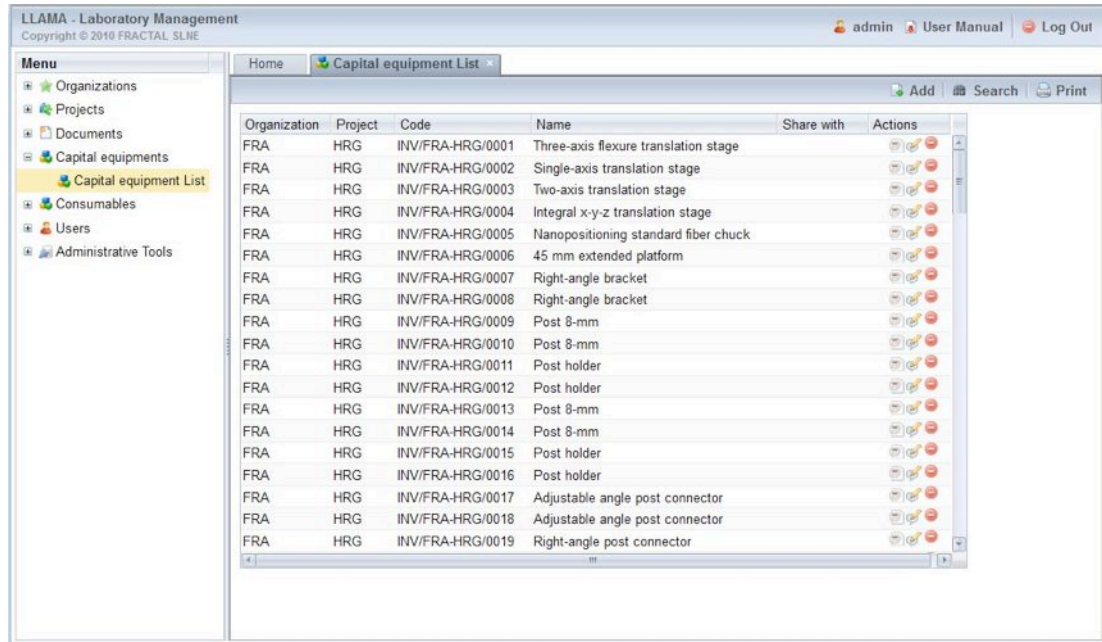 LLAMA - Laboratory Management
Copyright © 2010 FRACTAL SLNE
admin User Manual Log Out
Menu
Organizations
Projects
Documents
Capital equipments
Capital equipment List
Consumables
Users
Administrative Tools
Home Capital equipment List
Add Search Print
Organization Project Code Name Share with Actions
FRA HRG INV/FRA-HRG/0001 Three-axis flexure translation stage
FRA HRG INV/FRA-HRG/0002 Single-axis translation stage
FRA HRG INV/FRA-HRG/0003 Two-axis translation stage
FRA HRG INV/FRA-HRG/0004 Integral x-y-z translation stage
FRA HRG INV/FRA-HRG/0005 Nanopositioning standard fiber chuck
FRA HRG INV/FRA-HRG/0006 45 mm extended platform
FRA HRG INV/FRA-HRG/0007 Right-angle bracket
FRA HRG INV/FRA-HRG/0008 Right-angle bracket
FRA HRG INV/FRA-HRG/0009 Post 8-mm
FRA HRG INV/FRA-HRG/0010 Post 8-mm
FRA HRG INV/FRA-HRG/0011 Post holder
FRA HRG INV/FRA-HRG/0012 Post holder
FRA HRG INV/FRA-HRG/0013 Post 8-mm
FRA HRG INV/FRA-HRG/0014 Post 8-mm
FRA HRG INV/FRA-HRG/0015 Post holder
FRA HRG INV/FRA-HRG/0016 Post holder
FRA HRG INV/FRA-HRG/0017 Adjustable angle post connector
FRA HRG INV/FRA-HRG/0018 Adjustable angle post connector
FRA HRG INV/FRA-HRG/0019 Right-angle post connector